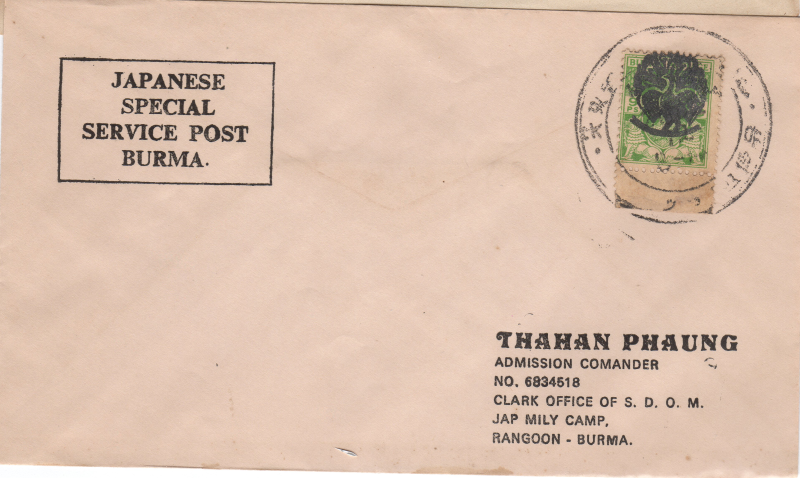 JAPANESE
SPECIAL
SERVICE POST
BURMA.
THAHAN PHAUNG
ADMISSION COMANDER
NO. 6834518
CLARK OFFICE OF S. D. O. M.
JAP MILY CAMP,
RANGOON - BURMA.